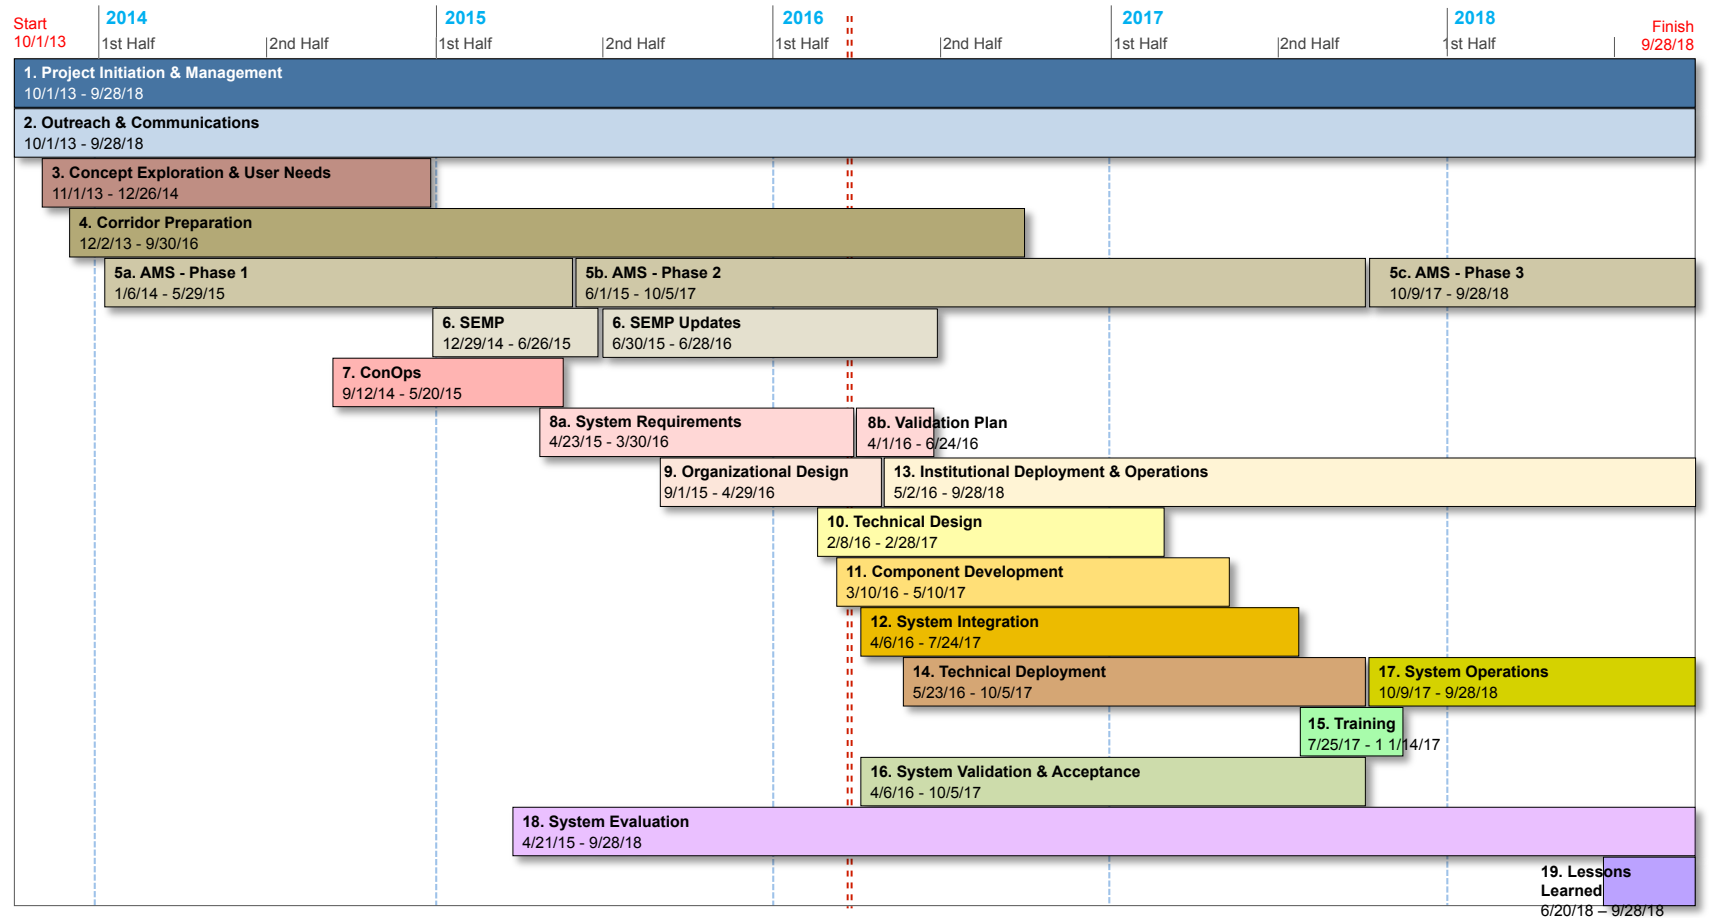 Start
10/1/13
2014
2015
2016
2017
2018
Finish
9/28/18
1st Half
2nd Half
1st Half
2nd Half
1st Half
2nd Half
1st Half
2nd Half
1st Half
1. Project Initiation & Management
10/1/13 - 9/28/18
2. Outreach & Communications
10/1/13 - 9/28/18
3. Concept Exploration & User Needs
11/1/13 - 12/26/14
4. Corridor Preparation
12/2/13 - 9/30/16
5a. AMS - Phase 1
1/6/14 - 5/29/15
5b. AMS - Phase 2
6/1/15 - 10/5/17
5c. AMS - Phase 3
10/9/17 - 9/28/18
6. SEMP
12/29/14 - 6/26/15
6. SEMP Updates
6/30/15 - 6/28/16
7. ConOps
9/12/14 - 5/20/15
8a. System Requirements
4/23/15 - 3/30/16
8b. Validation Plan
4/1/16 - 6/24/16
9. Organizational Design
9/1/15 - 4/29/16
13. Institutional Deployment & Operations
5/2/16 - 9/28/18
10. Technical Design
2/8/16 - 2/28/17
11. Component Development
3/10/16 - 5/10/17
12. System Integration
4/6/16 - 7/24/17
14. Technical Deployment
5/23/16 - 10/5/17
17. System Operations
10/9/17 - 9/28/18
15. Training
7/25/17 - 1 1/14/17
16. System Validation & Acceptance
4/6/16 - 10/5/17
18. System Evaluation
4/21/15 - 9/28/18
19. Lessons
Learned
6/20/18 – 9/28/18